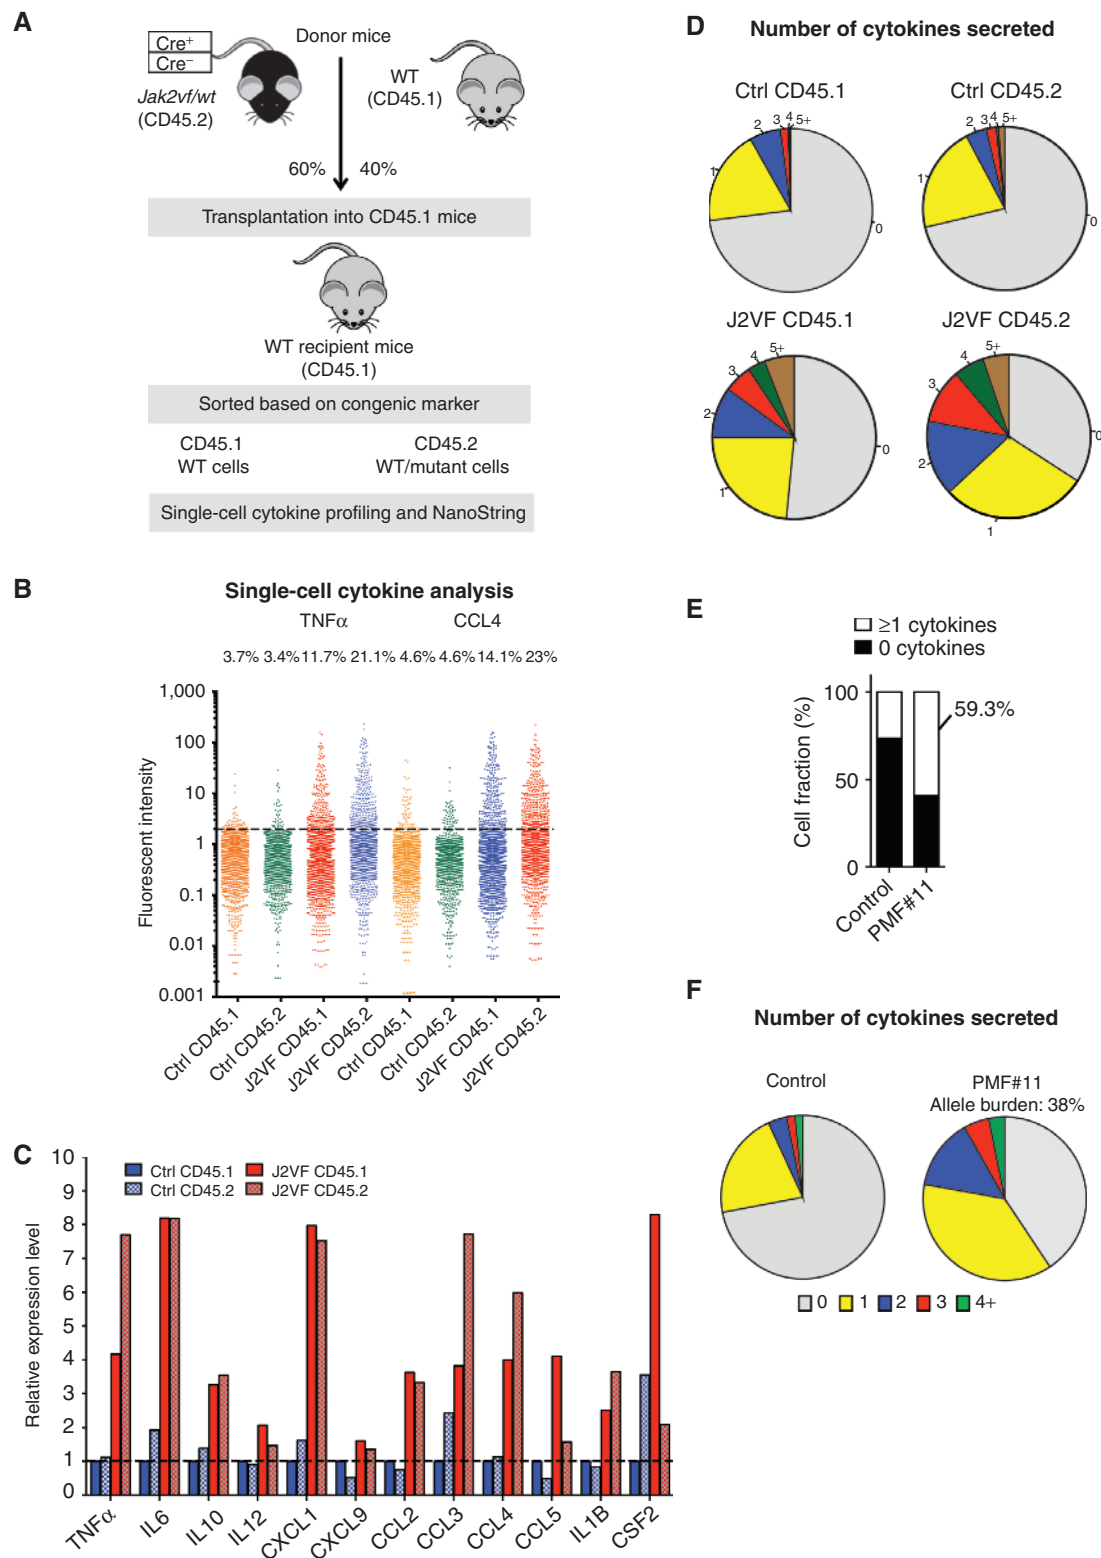 A
Cre+
Cre−
Jak2vf/wt
(CD45.2)
Donor mice
WT
(CD45.1)
60%
40%
Transplantation into CD45.1 mice
WT recipient mice
(CD45.1)
Sorted based on congenic marker
CD45.1
WT cells
CD45.2
WT/mutant cells
Single-cell cytokine profiling and NanoString
B
Single-cell cytokine analysis
TNFα
CCL4
3.7% 3.4% 11.7% 21.1% 4.6% 4.6% 14.1% 23%
Fluorescent intensity
1,000
100
10
1
0.1
0.01
0.001
Ctrl CD45.1
Ctrl CD45.2
J2VF CD45.1
J2VF CD45.2
Ctrl CD45.1
Ctrl CD45.2
J2VF CD45.1
J2VF CD45.2
C
Relative expression level
10
9
8
7
6
5
4
3
2
1
0
Ctrl CD45.1
Ctrl CD45.2
J2VF CD45.1
J2VF CD45.2
TNFα
IL6
IL10
IL12
CXCL1
CXCL9
CCL2
CCL3
CCL4
CCL5
IL1B
CSF2
D
Number of cytokines secreted
Ctrl CD45.1
0
1
2
3
4
5+
Ctrl CD45.2
0
1
2
3
4
5+
J2VF CD45.1
0
1
2
3
4
5+
J2VF CD45.2
0
1
2
3
4
5+
E
≥1 cytokines
0 cytokines
Cell fraction (%)
100
50
0
59.3%
Control
PMF#11
F
Number of cytokines secreted
Control
PMF#11
Allele burden: 38%
0 1 2 3 4+